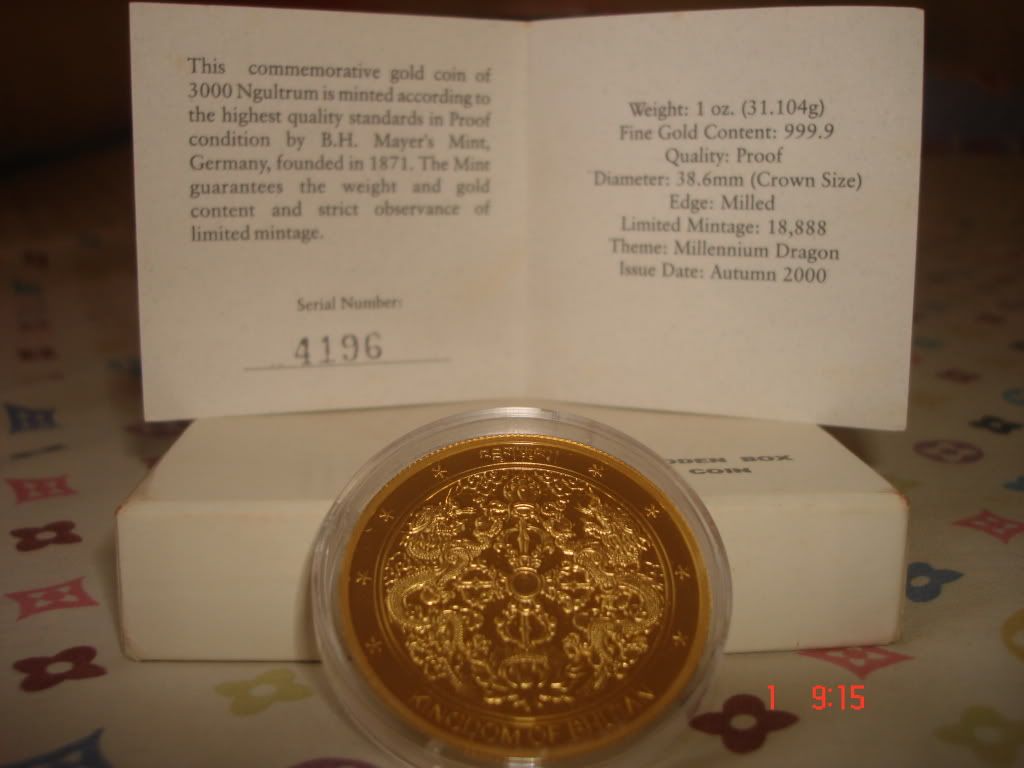 This commemorative gold coin of
3000 Ngultrum is minted according to
the highest quality standards in Proof
condition by B.H. Mayer's Mint,
Germany, founded in 1871. The Mint
guarantees the weight and gold
content and strict observance of
limited mintage.
Serial Number:
4196
Weight: 1 oz. (31.104g)
Fine Gold Content: 999.9
Quality: Proof
Diameter: 38.6mm (Crown Size)
Edge: Milled
Limited Mintage: 18,888
Theme: Millennium Dragon
Issue Date: Autumn 2000
BOX
COIN
KINGDOM OF BHUTAN
1 9:15